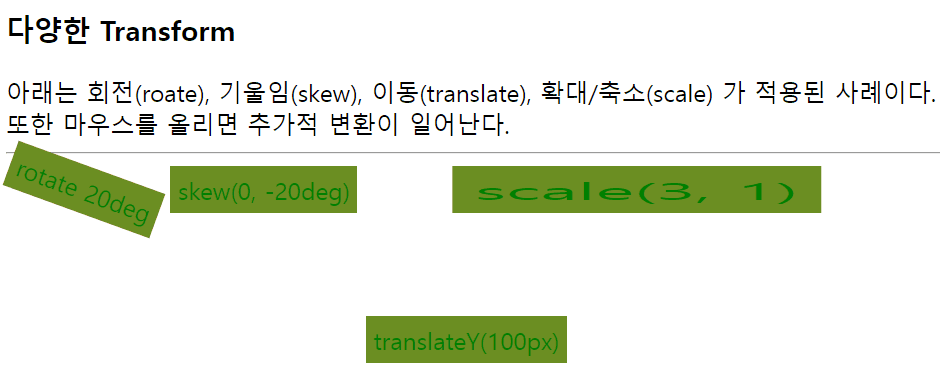 다양한 Transform
아래는 회전(roate), 기울임(skew), 이동(translate), 확대/축소(scale) 가 적용된 사례이다.
또한 마우스를 올리면 추가적 변환이 일어난다.
rotate 20deg
skew(0, -20deg)
scale(3, 1)
translateY(100px)